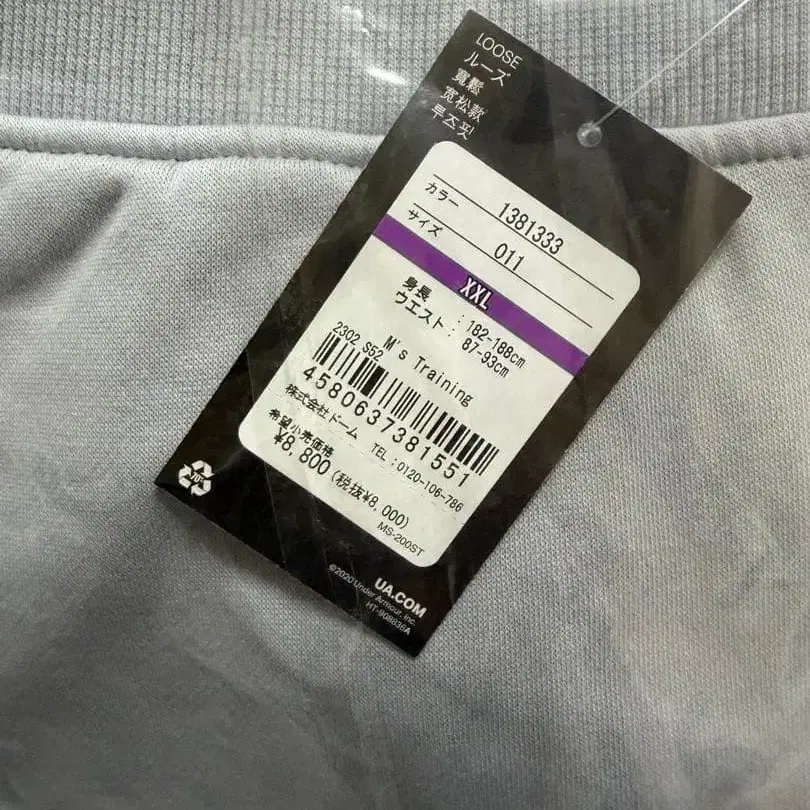 LOOSE
ルーズ
寬鬆
宽松款
루즈핏
1381333
カラー 011
サイズ XXL
身長 : 182-188cm
ウエスト : 87-93cm
M's Training
2302 S52
4580637381551
株式会社ドーム TEL:0120-106-786
希望小売価格
¥8,800 (税抜¥8,000)
MS-200ST
UA.COM
©2020 Under Armour, Inc.
HT-908636A